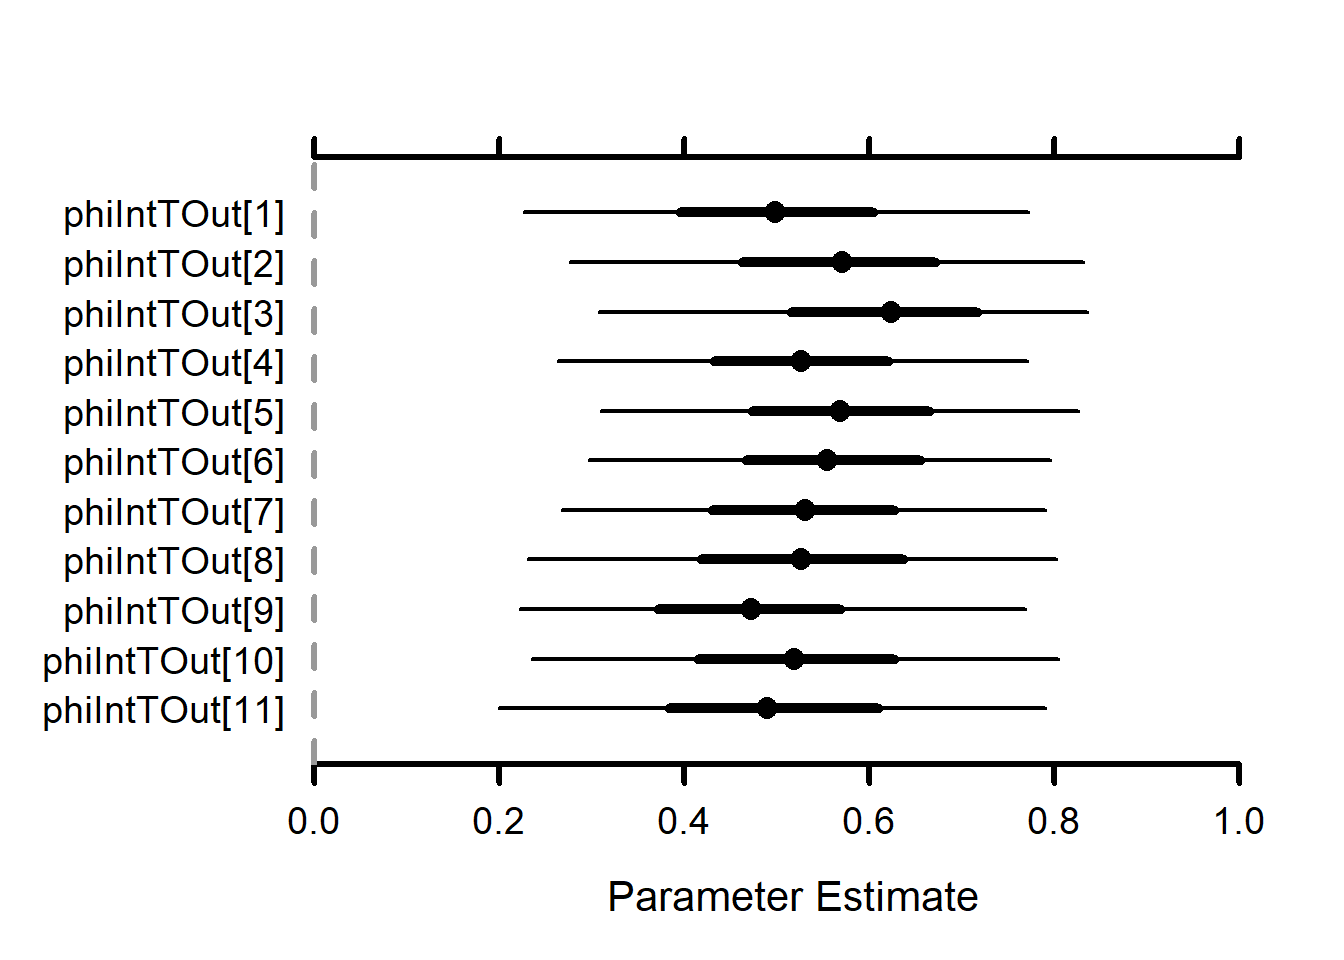 phiIntTOut[1]
phiIntTOut[2]
phiIntTOut[3]
phiIntTOut[4]
phiIntTOut[5]
phiIntTOut[6]
phiIntTOut[7]
phiIntTOut[8]
phiIntTOut[9]
phiIntTOut[10]
phiIntTOut[11]
0.0 0.2 0.4 0.6 0.8 1.0
Parameter Estimate